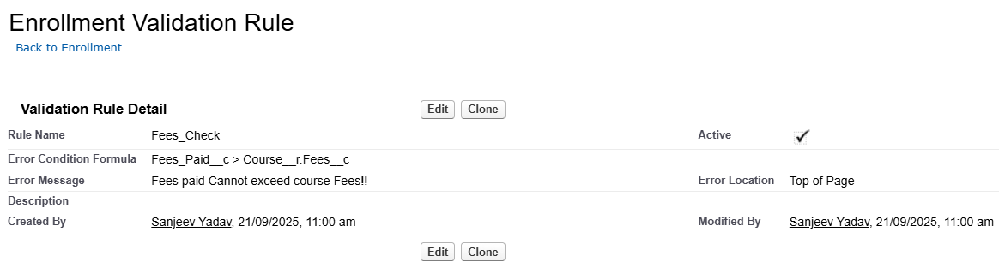 Enrollment Validation Rule
Back to Enrollment
Validation Rule Detail Edit Clone
Rule Name Fees_Check Active
Error Condition Formula Fees_Paid__c > Course__r.Fees__c
Error Message Fees paid Cannot exceed course Fees!! Error Location Top of Page
Description
Created By Sanjeev Yadav, 21/09/2025, 11:00 am Modified By Sanjeev Yadav, 21/09/2025, 11:00 am
Edit Clone